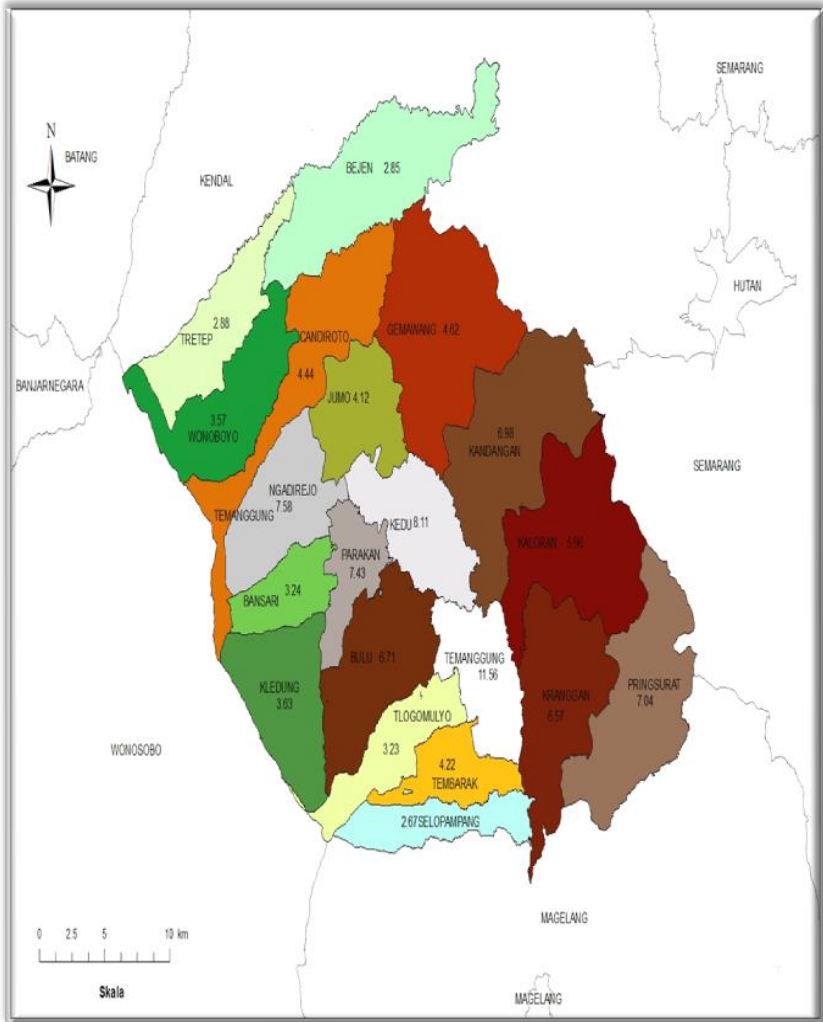 SEMARANG
N
BATANG
BEJEN 2.85
KENDAL
HUTAN
2.88
TRETEP
CANDIROTO
4.44
GEMAWANG 4.62
BANJARNEGARA
JUMO 4.12
3.57
WONOBOYO
6.98
KANDANGAN
SEMARANG
NGADIREJO
7.58
TEMANGGUNG
KEDU 8.11
KALORAN
PARAKAN
7.43
BANSARI 3.24
BULU 6.71
TEMANGGUNG
11.56
KLEDUNG
3.63
KRANGGAN
6.57
PRINGSURAT
7.04
TLOGOMULYO
3.23
WONOSOBO
4.22
TEMBARAK
2.67 SELOPAMPANG
MAGELANG
0 2.5 5 10 km
Skala
MAGELANG